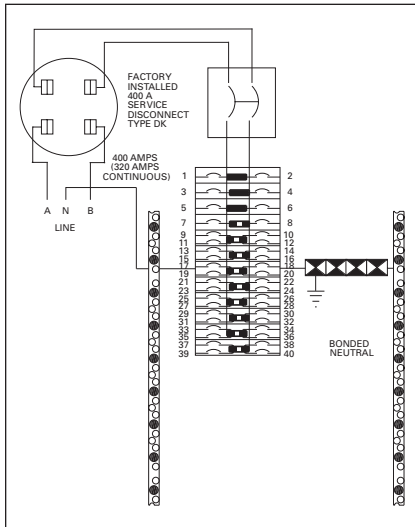 FACTORY
INSTALLED
400 A
SERVICE
DISCONNECT
TYPE DK
400 AMPS
(320 AMPS
CONTINUOUS)
A N B
LINE
1 2
3 4
5 6
7 8
9 10
11 12
13 14
15 16
17 18
19 20
21 22
23 24
25 26
27 28
29 30
31 32
33 34
35 36
37 38
39 40
BONDED
NEUTRAL